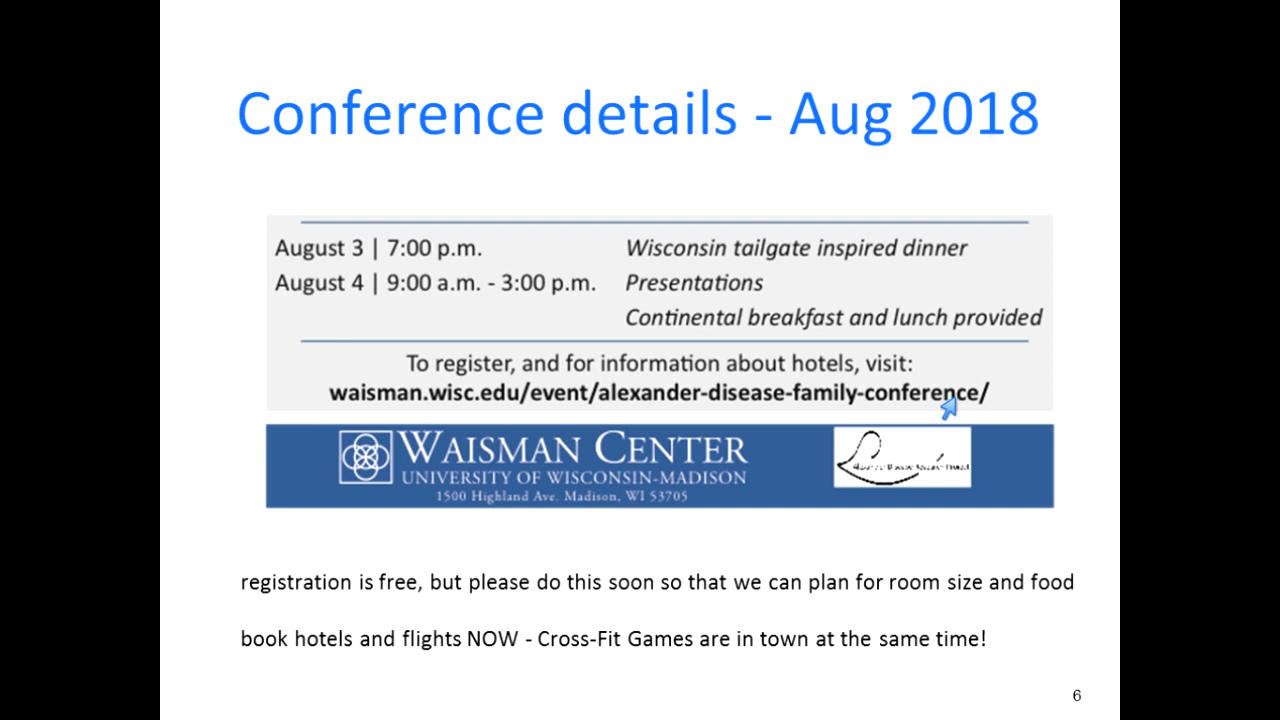 Conference details - Aug 2018
August 3 | 7:00 p.m. Wisconsin tailgate inspired dinner
August 4 | 9:00 a.m. - 3:00 p.m. Presentations
Continental breakfast and lunch provided
To register, and for information about hotels, visit:
waisman.wisc.edu/event/alexander-disease-family-conference/
WAISMAN CENTER
UNIVERSITY OF WISCONSIN-MADISON
1500 Highland Ave. Madison, WI 53705
Alexander Disease Research Project
registration is free, but please do this soon so that we can plan for room size and food
book hotels and flights NOW - Cross-Fit Games are in town at the same time!
6